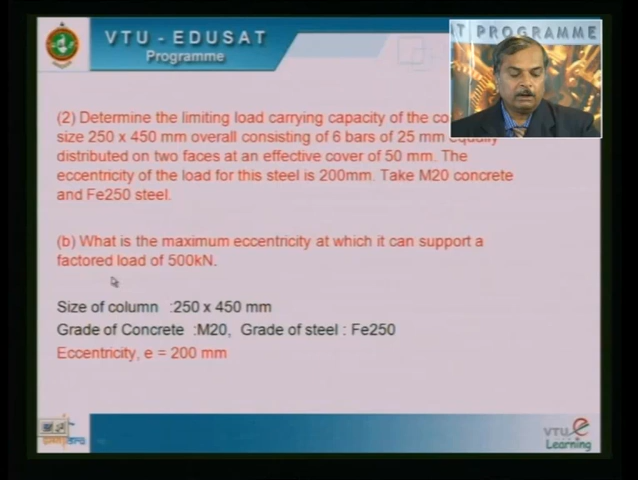 VTU - EDUSAT
Programme
T PROGRAMME
(2) Determine the limiting load carrying capacity of the co
size 250 x 450 mm overall consisting of 6 bars of 25 mm equally
distributed on two faces at an effective cover of 50 mm. The
eccentricity of the load for this steel is 200mm. Take M20 concrete
and Fe250 steel.
(b) What is the maximum eccentricity at which it can support a
factored load of 500kN.
Size of column :250 x 450 mm
Grade of Concrete :M20, Grade of steel : Fe250
Eccentricity, e = 200 mm
VTU e
Learning